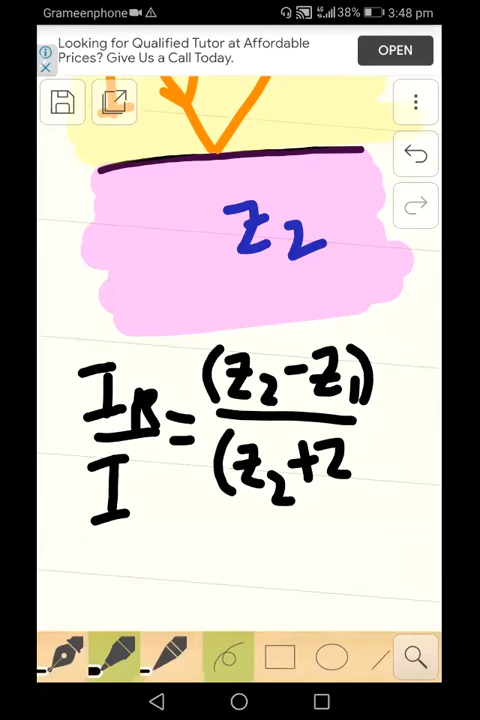 Grameenphone 38% 3:48 pm
Looking for Qualified Tutor at Affordable
Prices? Give Us a Call Today.
OPEN
Z2
IR/I = (Z2-Z1)/(Z2+Z